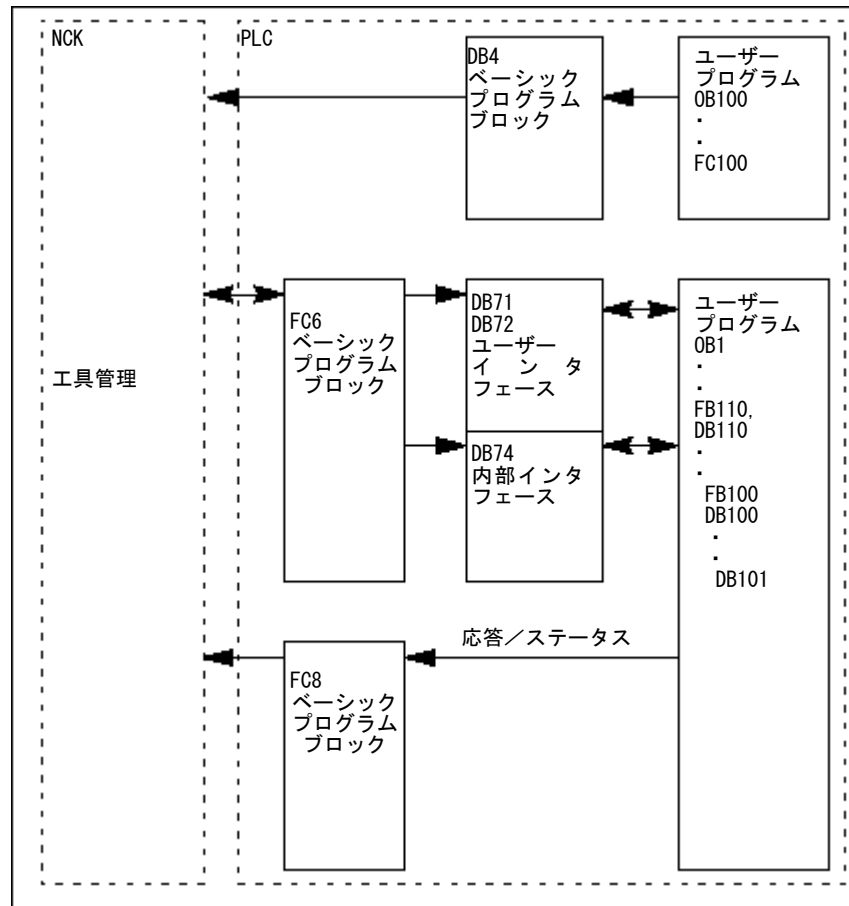 NCK
PLC
DB4
ベーシック
プログラム
ブロック
ユーザー
プログラム
OB100
・
・
FC100
工具管理
FC6
ベーシック
プログラム
ブロック
DB71
DB72
ユーザー
インタ
フェース
DB74
内部インタ
フェース
ユーザー
プログラム
OB1
・
・
FB110,
DB110
・
・
FB100
DB100
・
・
DB101
応答／ステータス
FC8
ベーシック
プログラム
ブロック